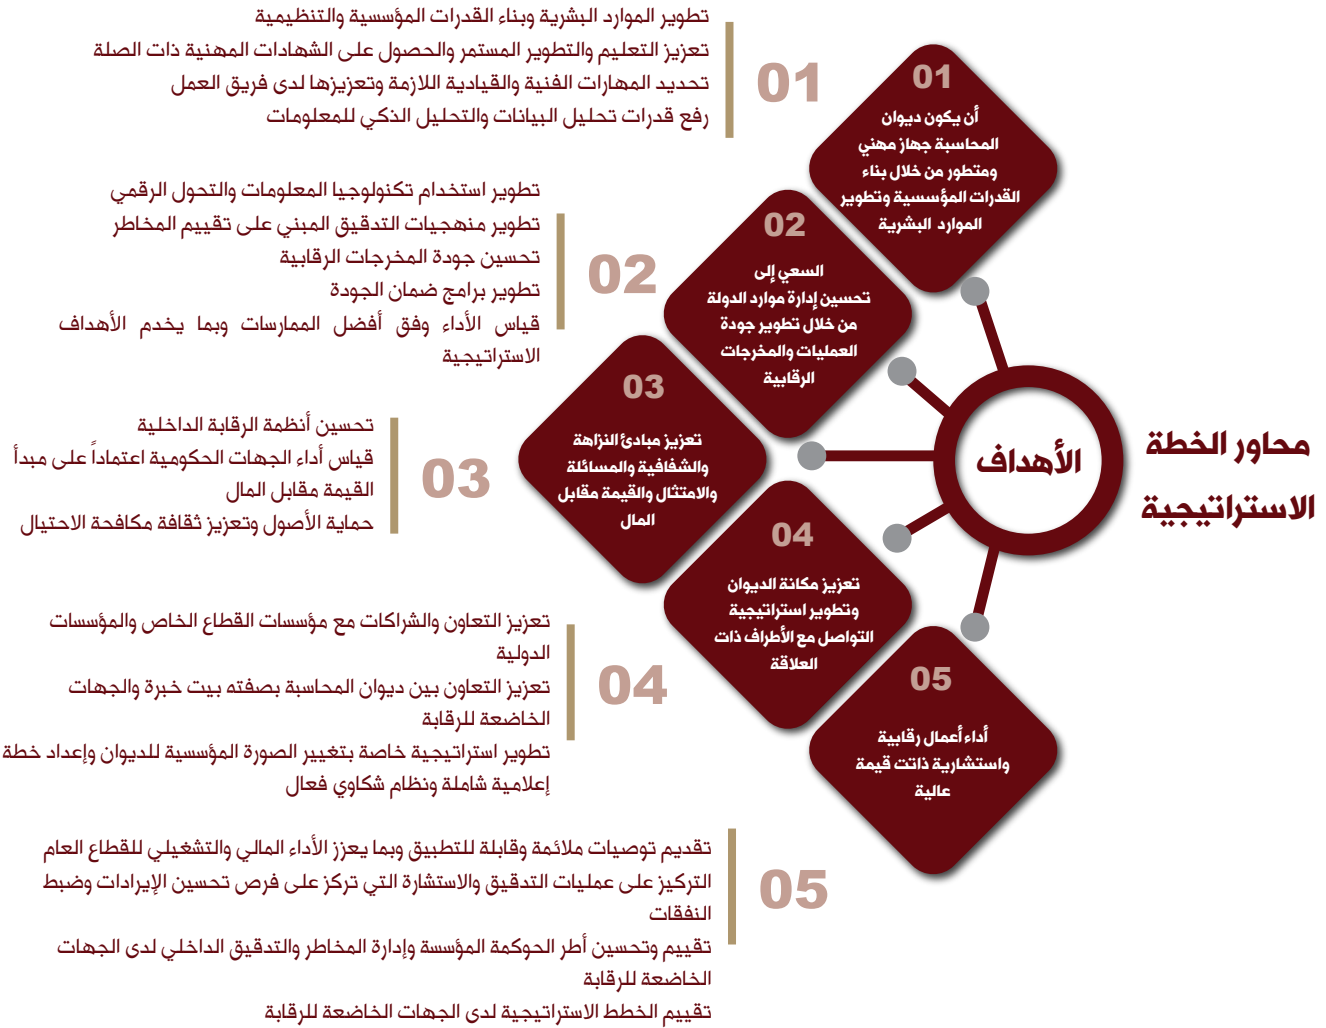 محاور الخطة
الاستراتيجية
الأهداف
01
أن يكون ديوان
المحاسبة جهاز مهني
ومتطور من خلال بناء
القدرات المؤسسية وتطوير
الموارد البشرية
01
تطوير الموارد البشرية وبناء القدرات المؤسسية والتنظيمية
تعزيز التعليم والتطوير المستمر والحصول على الشهادات المهنية ذات الصلة
تحديد المهارات الفنية والقيادية اللازمة وتعزيزها لدى فريق العمل
رفع قدرات تحليل البيانات والتحليل الذكي للمعلومات
02
السعي إلى
تحسين إدارة موارد الدولة
من خلال تطوير جودة
العمليات والمخرجات
الرقابية
02
تطوير استخدام تكنولوجيا المعلومات والتحول الرقمي
تطوير منهجيات التدقيق المبني على تقييم المخاطر
تحسين جودة المخرجات الرقابية
تطوير برامج ضمان الجودة
قياس الأداء وفق أفضل الممارسات وبما يخدم الأهداف
الاستراتيجية
03
تعزيز مبادئ النزاهة
والشفافية والمسائلة
والامتثال والقيمة مقابل
المال
03
تحسين أنظمة الرقابة الداخلية
قياس أداء الجهات الحكومية اعتماداً على مبدأ
القيمة مقابل المال
حماية الأصول وتعزيز ثقافة مكافحة الاحتيال
04
تعزيز مكانة الديوان
وتطوير استراتيجية
التواصل مع الأطراف ذات
العلاقة
04
تعزيز التعاون والشراكات مع مؤسسات القطاع الخاص والمؤسسات
الدولية
تعزيز التعاون بين ديوان المحاسبة بصفته بيت خبرة والجهات
الخاضعة للرقابة
تطوير استراتيجية خاصة بتغيير الصورة المؤسسية للديوان وإعداد خطة
إعلامية شاملة ونظام شكاوي فعال
05
أداء أعمال رقابية
واستشارية ذاتت قيمة
عالية
05
تقديم توصيات ملائمة وقابلة للتطبيق وبما يعزز الأداء المالي والتشغيلي للقطاع العام
التركيز على عمليات التدقيق والاستشارة التي تركز على فرص تحسين الإيرادات وضبط
النفقات
تقييم وتحسين أطر الحوكمة المؤسسة وإدارة المخاطر والتدقيق الداخلي لدى الجهات
الخاضعة للرقابة
تقييم الخطط الاستراتيجية لدى الجهات الخاضعة للرقابة